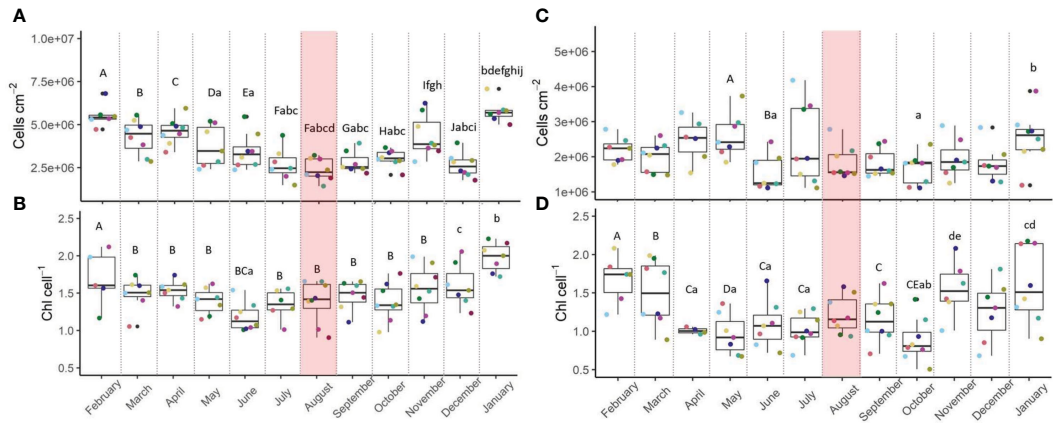 A
Cells cm-2
1.0e+07
7.5e+06
5.0e+06
2.5e+06
A
B
C
Da
Ea
Fabc
Fabcd
Gabc
Habc
Ifgh
Jabci
bdefghij
B
Chl cell-1
2.5
2.0
1.5
1.0
0.5
A
B
B
B
BCa
B
B
B
B
B
c
b
February
March
April
May
June
July
August
September
October
November
December
January
C
Cells cm-2
5e+06
4e+06
3e+06
2e+06
1e+06
A
Ba
a
b
D
Chl cell-1
2.5
2.0
1.5
1.0
0.5
A
B
Ca
Da
Ca
Ca
C
CEab
de
cd
February
March
April
May
June
July
August
September
October
November
December
January